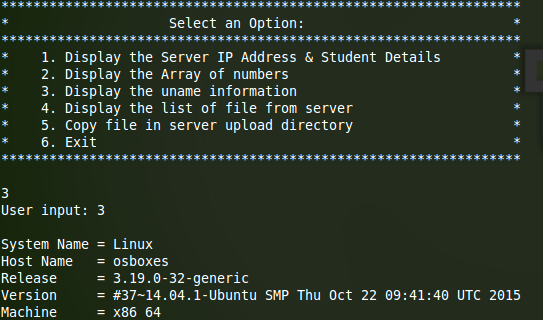 *****************************************************************
*                    Select an Option:                          *
*****************************************************************
*    1. Display the Server IP Address & Student Details         *
*    2. Display the Array of numbers                            *
*    3. Display the uname information                           *
*    4. Display the list of file from server                    *
*    5. Copy file in server upload directory                    *
*    6. Exit                                                    *
*****************************************************************
3
User input: 3
System Name = Linux
Host Name   = osboxes
Release     = 3.19.0-32-generic
Version     = #37~14.04.1-Ubuntu SMP Thu Oct 22 09:41:40 UTC 2015
Machine     = x86_64